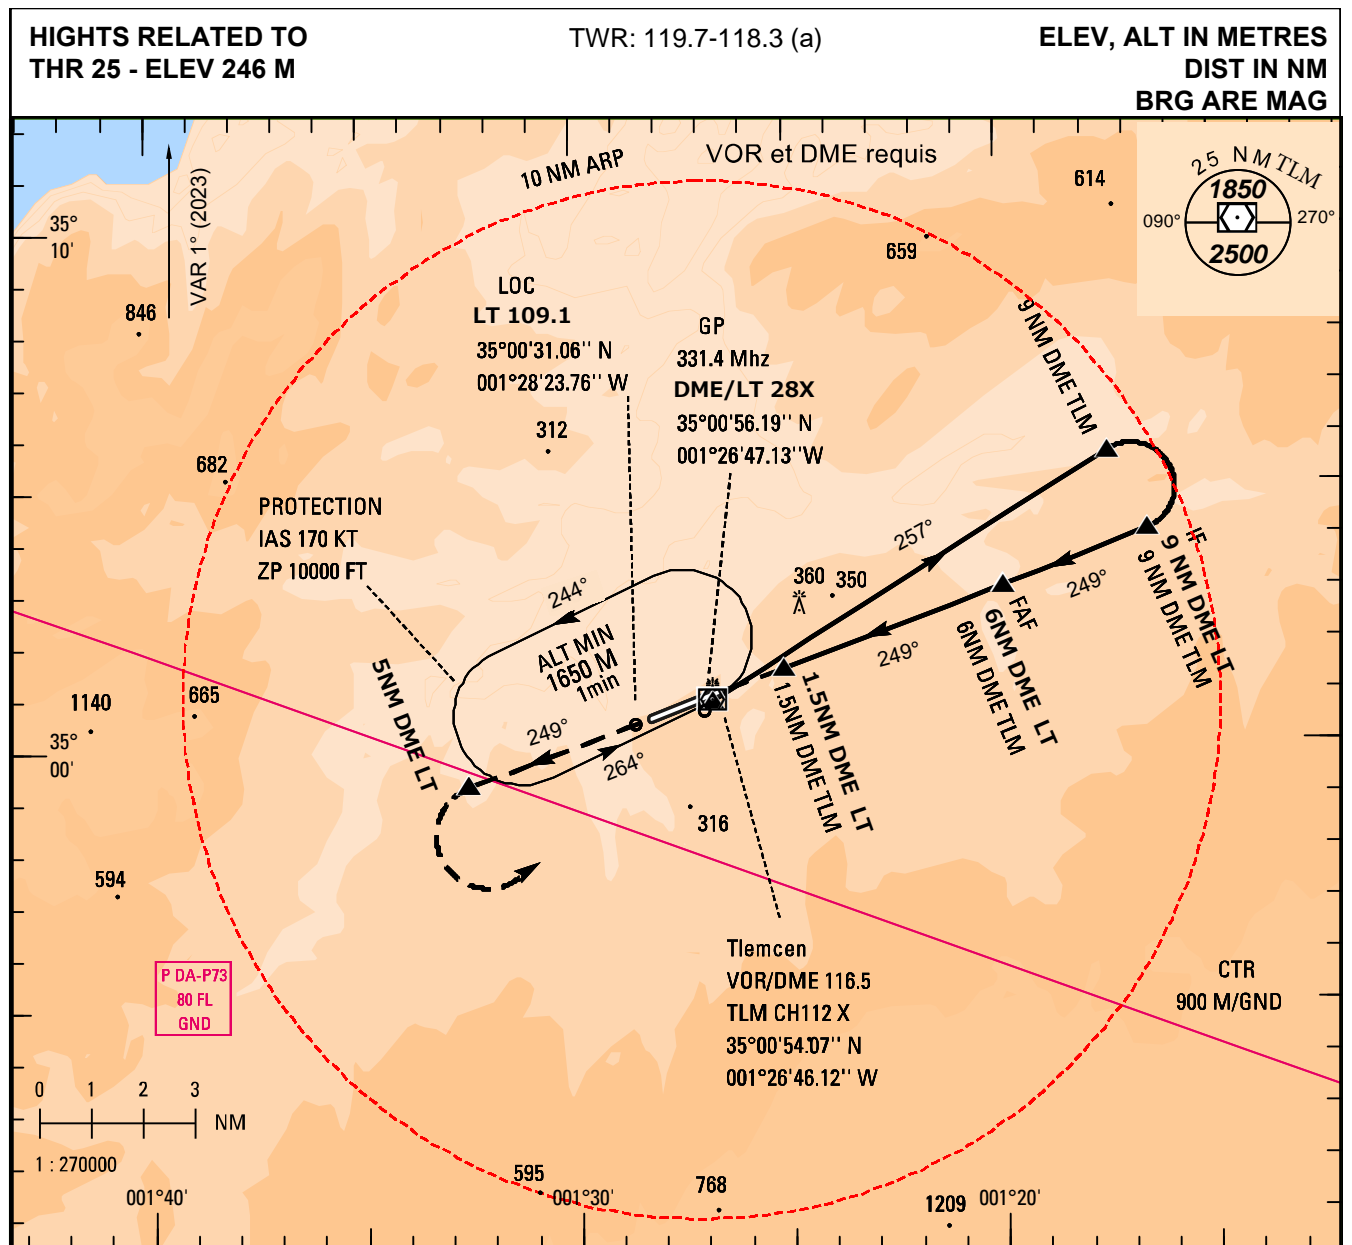 HIGHTS RELATED TO
THR 25 - ELEV 246 M
TWR: 119.7-118.3 (a)
ELEV, ALT IN METRES
DIST IN NM
BRG ARE MAG
VOR et DME requis
10 NM ARP
25 NM TLM
1850
090°
270°
2500
35°
10'
VAR 1° (2023)
614
659
846
LOC
LT 109.1
35°00'31.06'' N
001°28'23.76'' W
GP
331.4 Mhz
DME/LT 28X
35°00'56.19'' N
001°26'47.13''W
9 NM DME TLM
312
682
PROTECTION
IAS 170 KT
ZP 10000 FT
257°
IF
9 NM DME LT
9 NM DME TLM
249°
360
350
244°
FAF
6NM DME LT
6NM DME TLM
249°
ALT MIN
1650 M
1min
5NM DME LT
1.5NM DME LT
1.5NM DME TLM
1140
665
249°
264°
35°
00'
316
594
Tlemcen
VOR/DME 116.5
TLM CH112 X
35°00'54.07'' N
001°26'46.12'' W
P DA-P73
80 FL
GND
CTR
900 M/GND
0 1 2 3
NM
1 : 270000
595
768
1209
001°40'
001°30'
001°20'